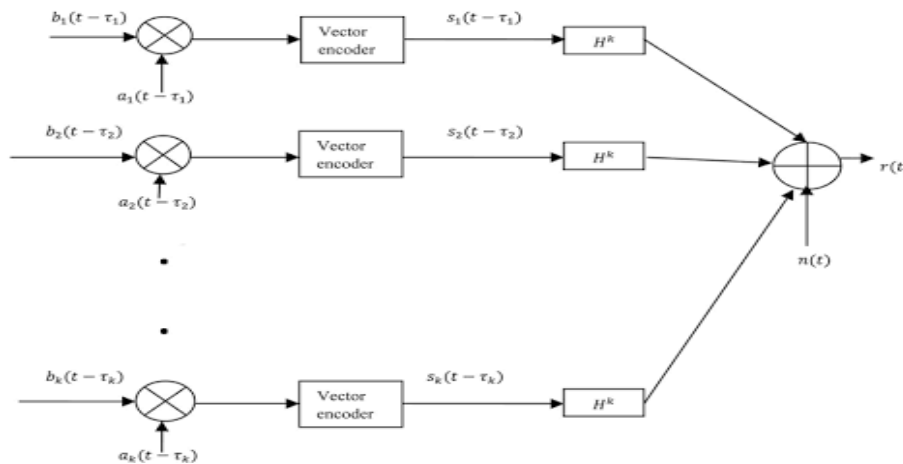 b₁(t − τ₁)
s₁(t − τ₁)
Vector
encoder
Hᵏ
a₁(t − τ₁)
b₂(t − τ₂)
s₂(t − τ₂)
Vector
encoder
Hᵏ
r(t
a₂(t − τ₂)
n(t)
bₖ(t − τₖ)
sₖ(t − τₖ)
Vector
encoder
Hᵏ
aₖ(t − τₖ)